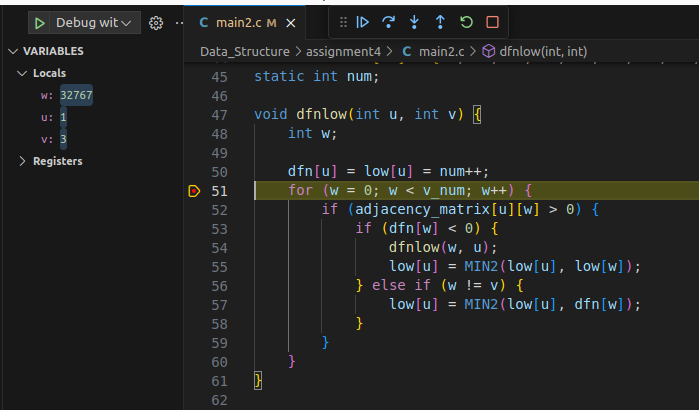 Debug wit
main2.c M
VARIABLES
Locals
w: 32767
u: 1
v: 3
Registers
Data_Structure > assignment4 > C main2.c > dfnlow(int, int)
45 static int num;
46
47 void dfnlow(int u, int v) {
48 int w;
49
50 dfn[u] = low[u] = num++;
51 for (w = 0; w < v_num; w++) {
52 if (adjacency_matrix[u][w] > 0) {
53 if (dfn[w] < 0) {
54 dfnlow(w, u);
55 low[u] = MIN2(low[u], low[w]);
56 } else if (w != v) {
57 low[u] = MIN2(low[u], dfn[w]);
58 }
59 }
60 }
61 }
62